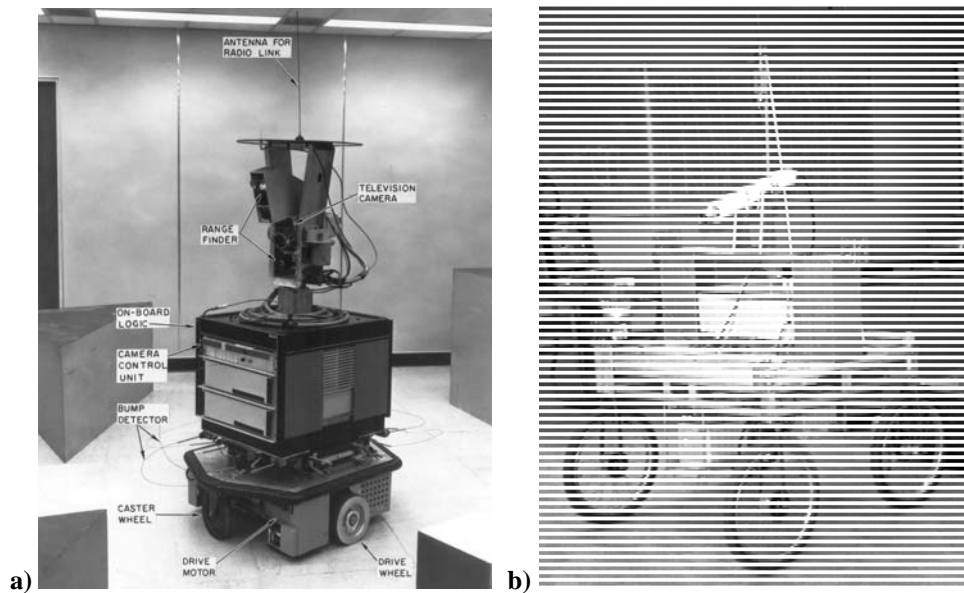 ANTENNA FOR
RADIO LINK
TELEVISION
CAMERA
RANGE
FINDER
ON-BOARD
LOGIC
CAMERA
CONTROL
UNIT
BUMP
DETECTOR
CASTER
WHEEL
DRIVE
MOTOR
DRIVE
WHEEL
a)
b)